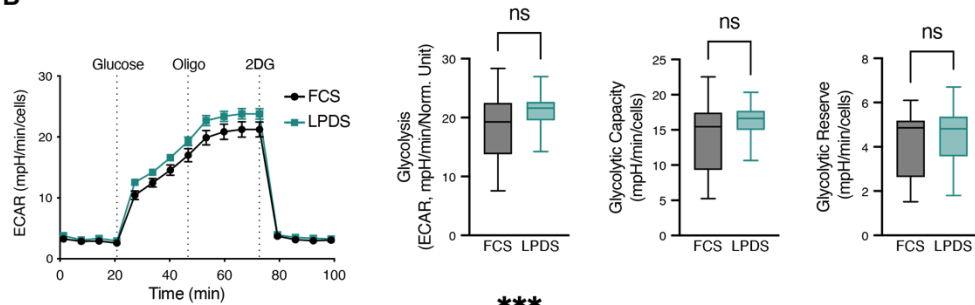 B
Glucose Oligo 2DG
FCS
LPDS
ECAR (mpH/min/cells)
30
20
10
0
0 20 40 60 80 100
Time (min)
ns
Glycolysis
(ECAR, mpH/min/Norm. Unit)
30
20
10
0
FCS LPDS
ns
Glycolytic Capacity
(mpH/min/cells)
25
20
15
10
5
0
FCS LPDS
ns
Glycolytic Reserve
(mpH/min/cells)
8
6
4
2
0
FCS LPDS
***